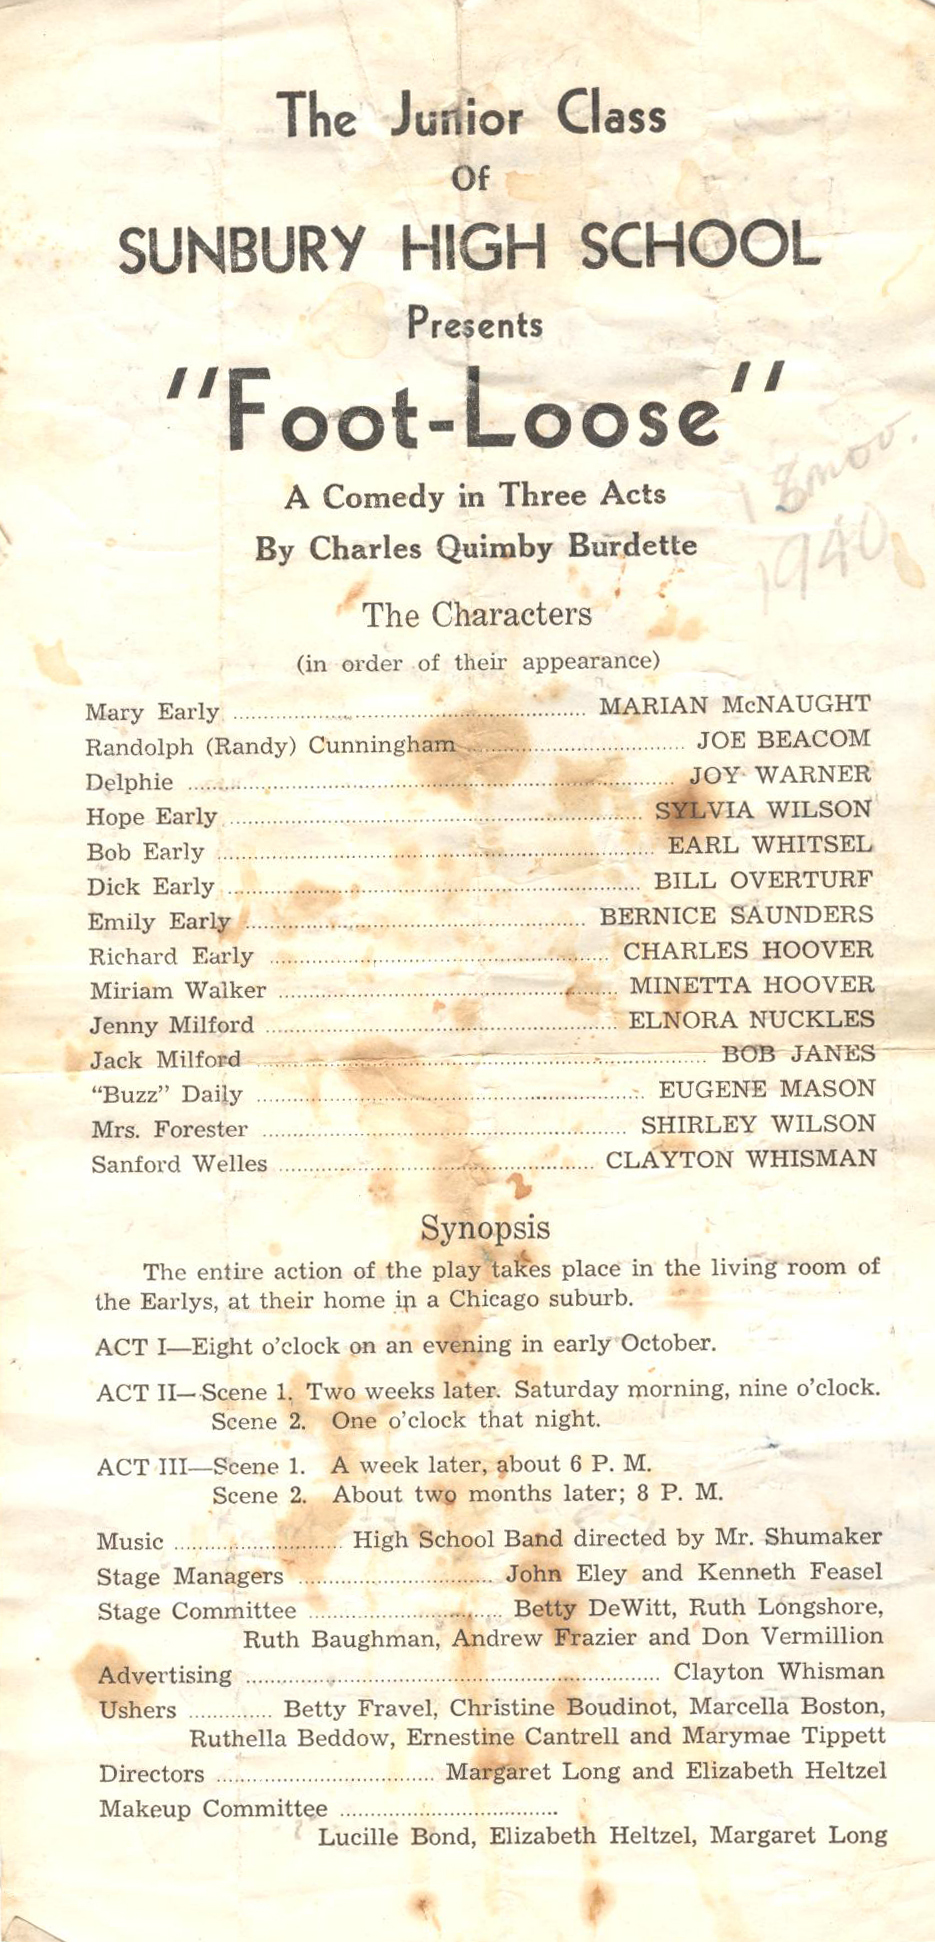 The Junior Class
Of
SUNBURY HIGH SCHOOL
Presents
"Foot-Loose"
A Comedy in Three Acts
18 nov.
By Charles Quimby Burdette
1940
The Characters
(in order of their appearance)
Mary Early ........ MARIAN McNAUGHT
Randolph (Randy) Cunningham ........ JOE BEACOM
Delphie ........ JOY WARNER
Hope Early ........ SYLVIA WILSON
Bob Early ........ EARL WHITSEL
Dick Early ........ BILL OVERTURF
Emily Early ........ BERNICE SAUNDERS
Richard Early ........ CHARLES HOOVER
Miriam Walker ........ MINETTA HOOVER
Jenny Milford ........ ELNORA NUCKLES
Jack Milford ........ BOB JANES
"Buzz" Daily ........ EUGENE MASON
Mrs. Forester ........ SHIRLEY WILSON
Sanford Welles ........ CLAYTON WHISMAN
Synopsis
The entire action of the play takes place in the living room of
the Earlys, at their home in a Chicago suburb.
ACT I—Eight o'clock on an evening in early October.
ACT II—Scene 1. Two weeks later. Saturday morning, nine o'clock.
Scene 2. One o'clock that night.
ACT III—Scene 1. A week later, about 6 P. M.
Scene 2. About two months later; 8 P. M.
Music ........ High School Band directed by Mr. Shumaker
Stage Managers ........ John Eley and Kenneth Feasel
Stage Committee ........ Betty DeWitt, Ruth Longshore,
Ruth Baughman, Andrew Frazier and Don Vermillion
Advertising ........ Clayton Whisman
Ushers ........ Betty Fravel, Christine Boudinot, Marcella Boston,
Ruthella Beddow, Ernestine Cantrell and Marymae Tippett
Directors ........ Margaret Long and Elizabeth Heltzel
Makeup Committee ........
Lucille Bond, Elizabeth Heltzel, Margaret Long